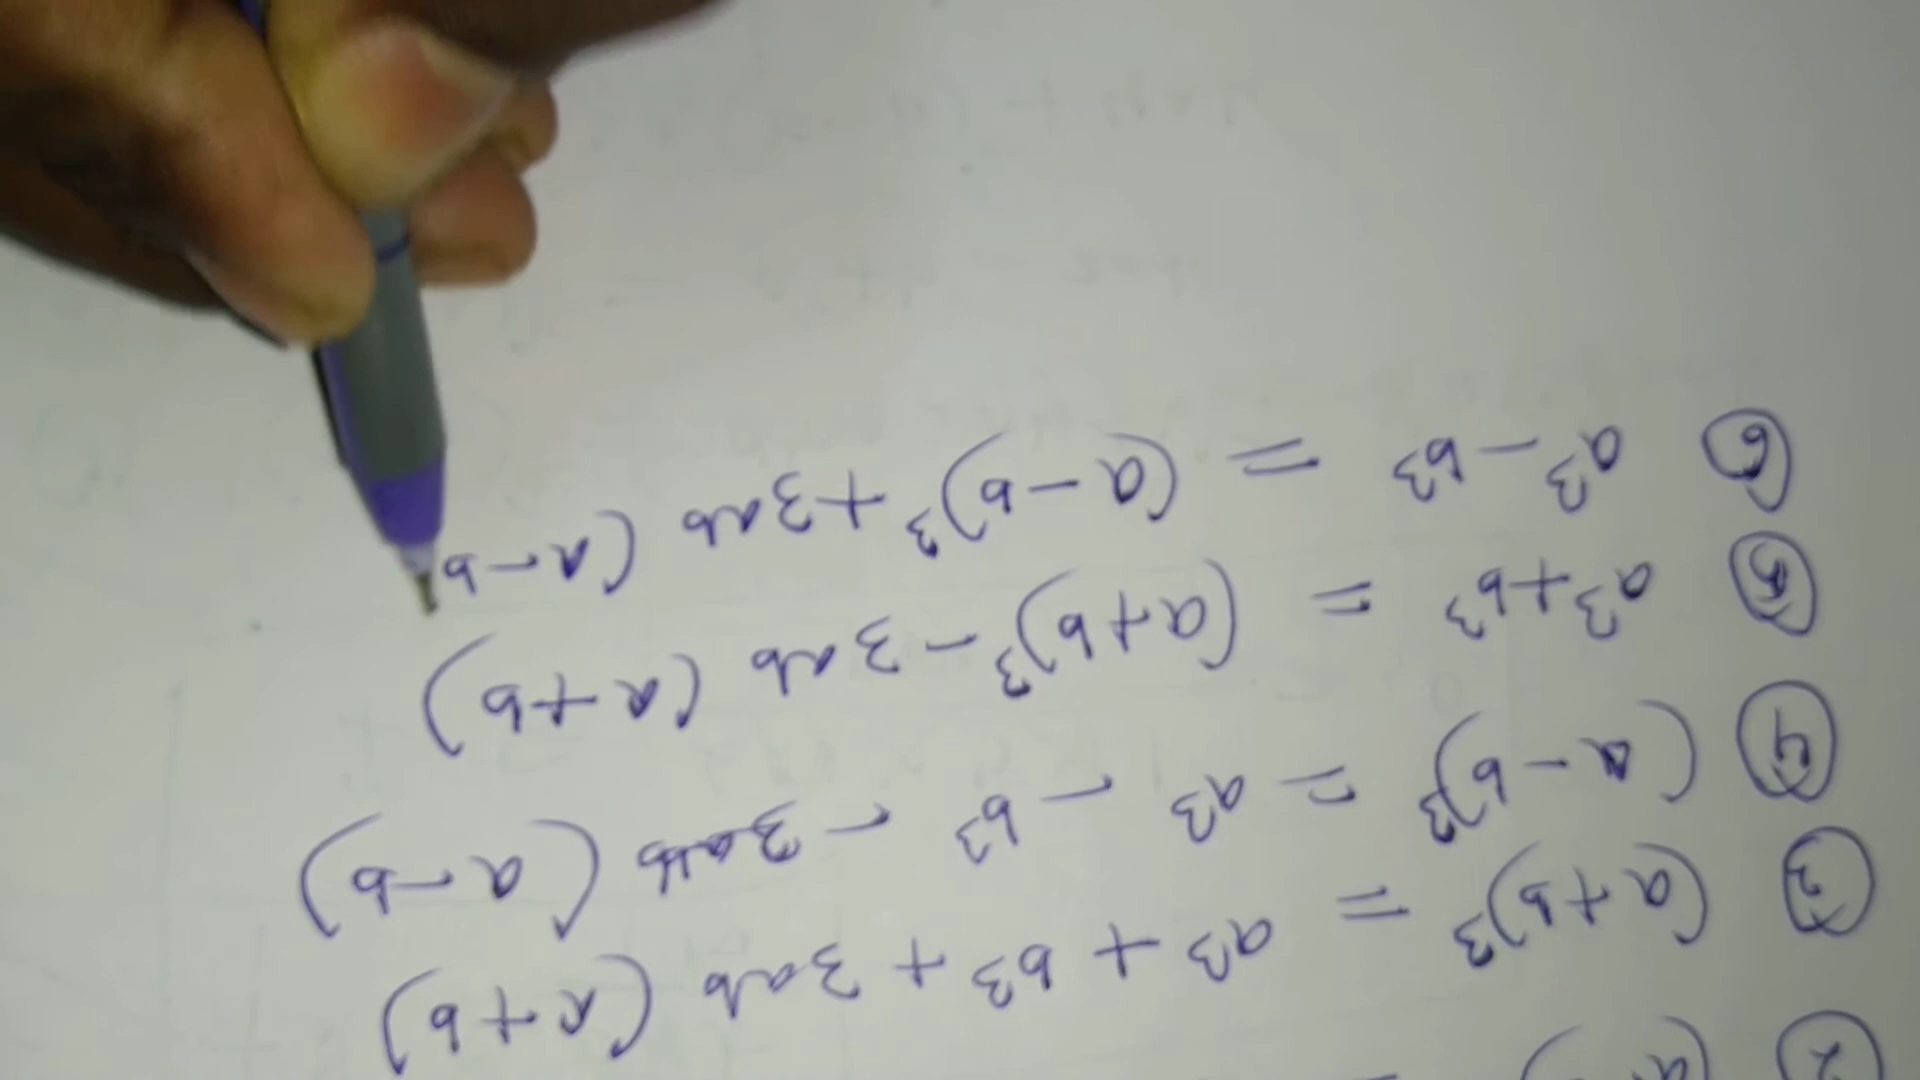 ② (a
③ (a+b)³ = a³ + b³ + 3ab (a+b)
④ (a-b)³ = a³ - b³ - 3ab (a-b)
⑤ a³+b³ = (a+b)³ - 3ab (a+b)
⑥ a³-b³ = (a-b)³ + 3ab (a-b